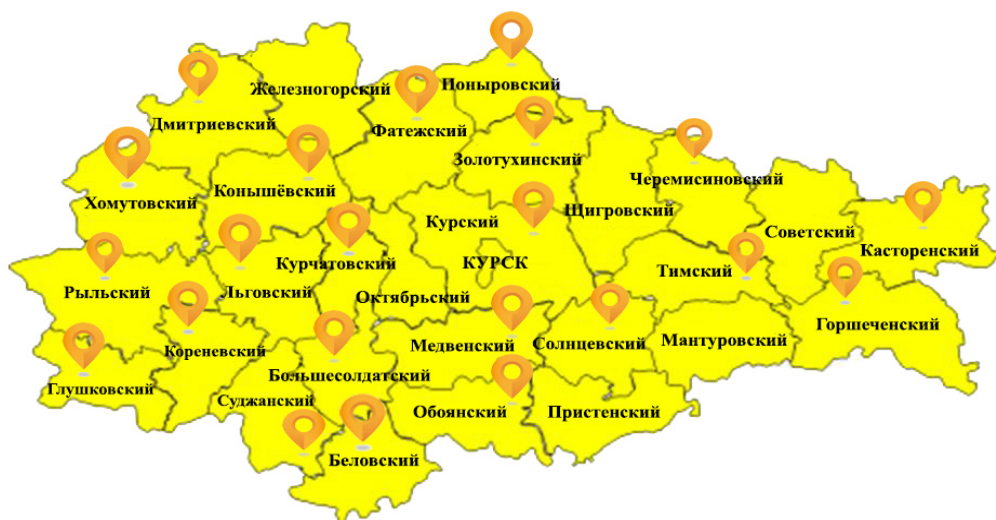 Поныровский
Железногорский
Дмитриевский
Фатежский
Золотухинский
Черемисиновский
Конышёвский
Хомутовский
Щигровский
Курский
Советский
Касторенский
КУРСК
Курчатовский
Тимский
Рыльский
Льговский
Октябрьский
Горшеченский
Медвенский
Солнцевский
Мантуровский
Кореневский
Большесолдатский
Глушковский
Суджанский
Обоянский
Пристенский
Беловский